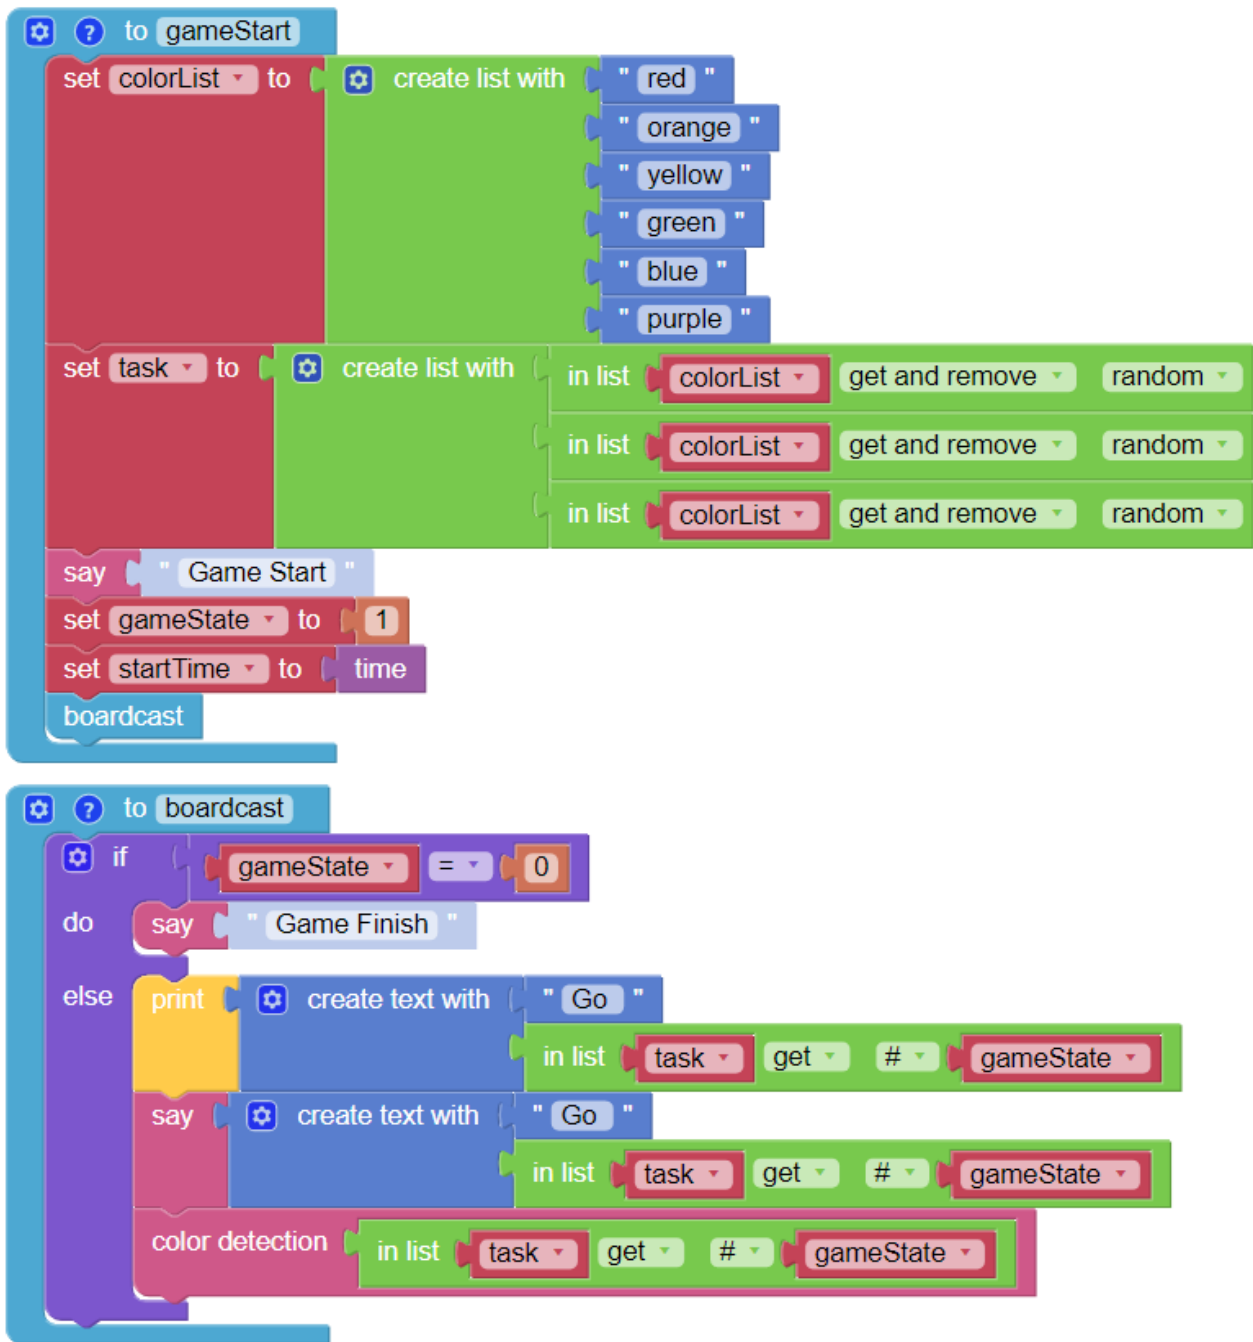 ? to gameStart
set colorList to create list with " red "
" orange "
" yellow "
" green "
" blue "
" purple "
set task to create list with in list colorList get and remove random
in list colorList get and remove random
in list colorList get and remove random
say " Game Start "
set gameState to 1
set startTime to time
boardcast
? to boardcast
if gameState = 0
do say " Game Finish "
else print create text with " Go "
in list task get # gameState
say create text with " Go "
in list task get # gameState
color detection in list task get # gameState